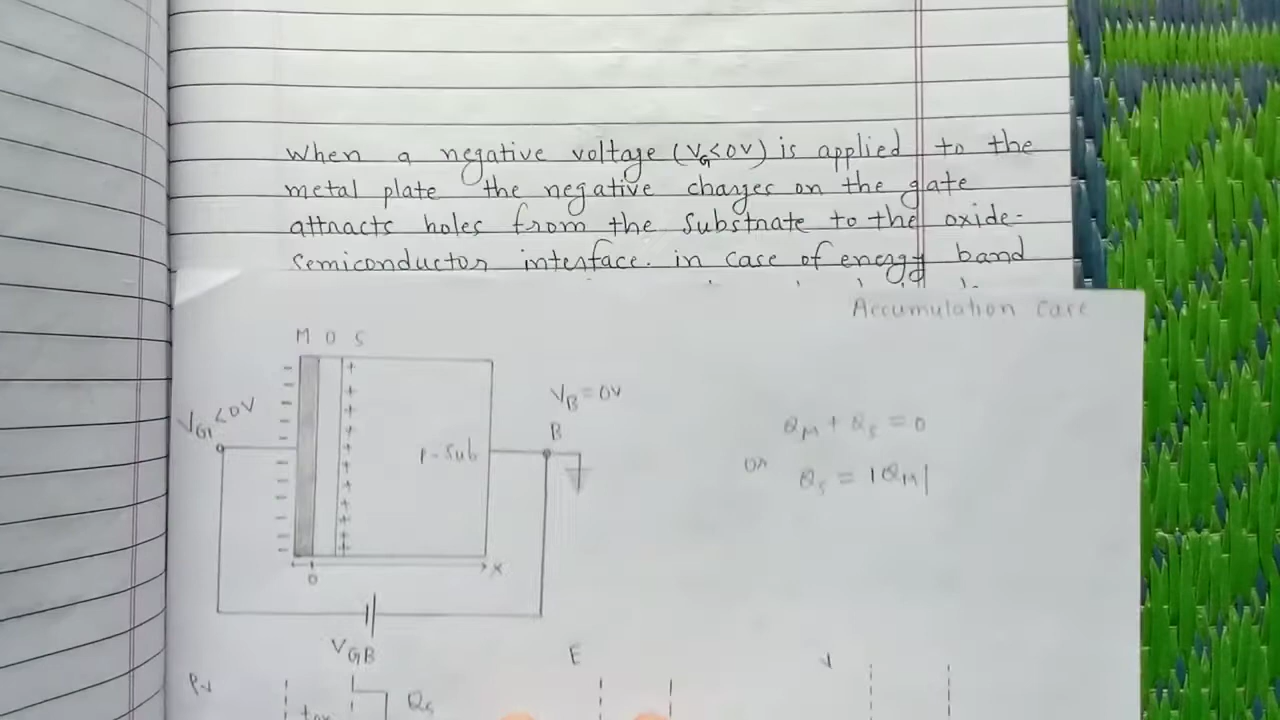 When a negative voltage (VG<0V) is applied to the
metal plate the negative charges on the gate
attracts holes from the substrate to the oxide-
semiconductor interface. in case of energy band
Accumulation case
M O S
VG<0V
VB=0V
B
P-Sub
QM + QS = 0
or
QS = |QM|
0
x
VGB
E
V
QS
tox